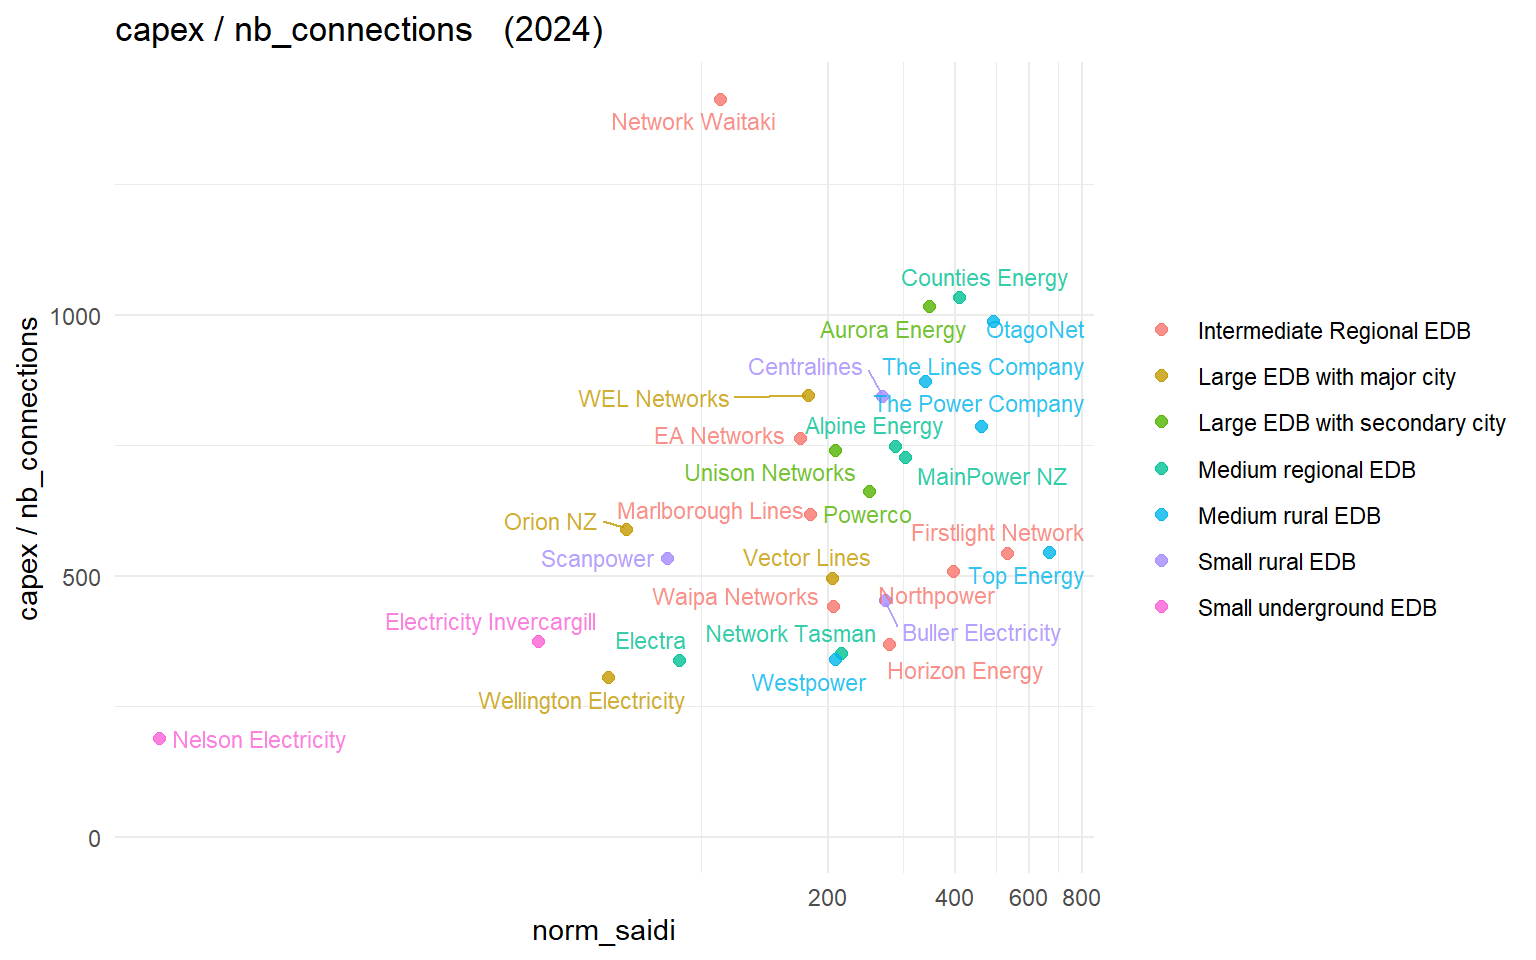 capex / nb_connections (2024)
Network Waitaki
Counties Energy
1000
Aurora Energy
OtagoNet
Centralines
The Lines Company
WEL Networks
The Power Company
Alpine Energy
EA Networks
Unison Networks
MainPower NZ
Marlborough Lines
Powerco
Orion NZ
Firstlight Network
Scanpower
Vector Lines
500
Top Energy
Waipa Networks
Northpower
Electricity Invercargill
Electra
Network Tasman
Buller Electricity
Horizon Energy
Westpower
Wellington Electricity
Nelson Electricity
0
200
400
600
800
norm_saidi
capex / nb_connections
Intermediate Regional EDB
Large EDB with major city
Large EDB with secondary city
Medium regional EDB
Medium rural EDB
Small rural EDB
Small underground EDB